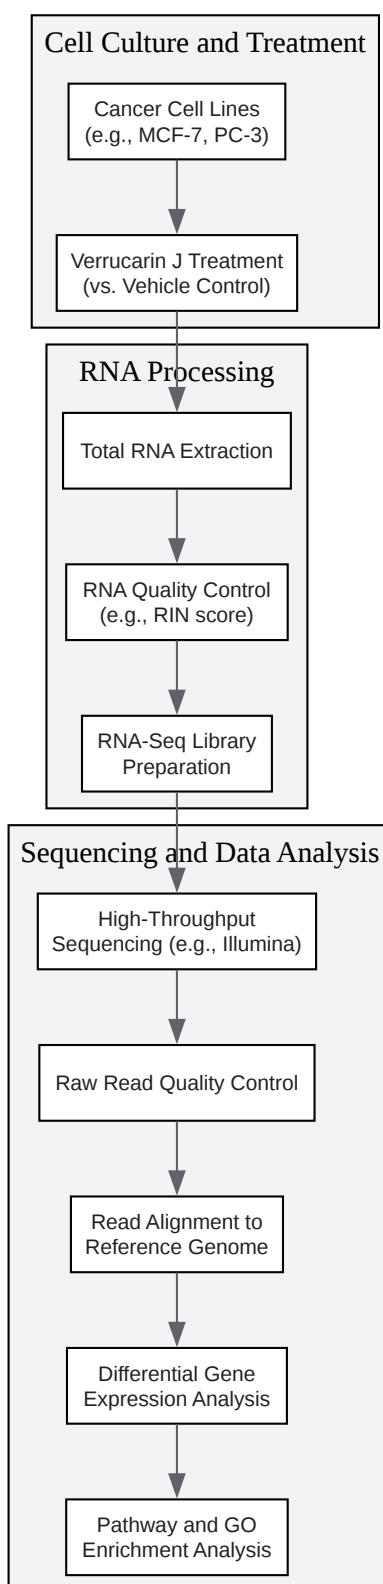 Cell Culture and Treatment
Cancer Cell Lines
(e.g., MCF-7, PC-3)
Verrucarin J Treatment
(vs. Vehicle Control)
RNA Processing
Total RNA Extraction
RNA Quality Control
(e.g., RIN score)
RNA-Seq Library
Preparation
Sequencing and Data Analysis
High-Throughput
Sequencing (e.g., Illumina)
Raw Read Quality Control
Read Alignment to
Reference Genome
Differential Gene
Expression Analysis
Pathway and GO
Enrichment Analysis